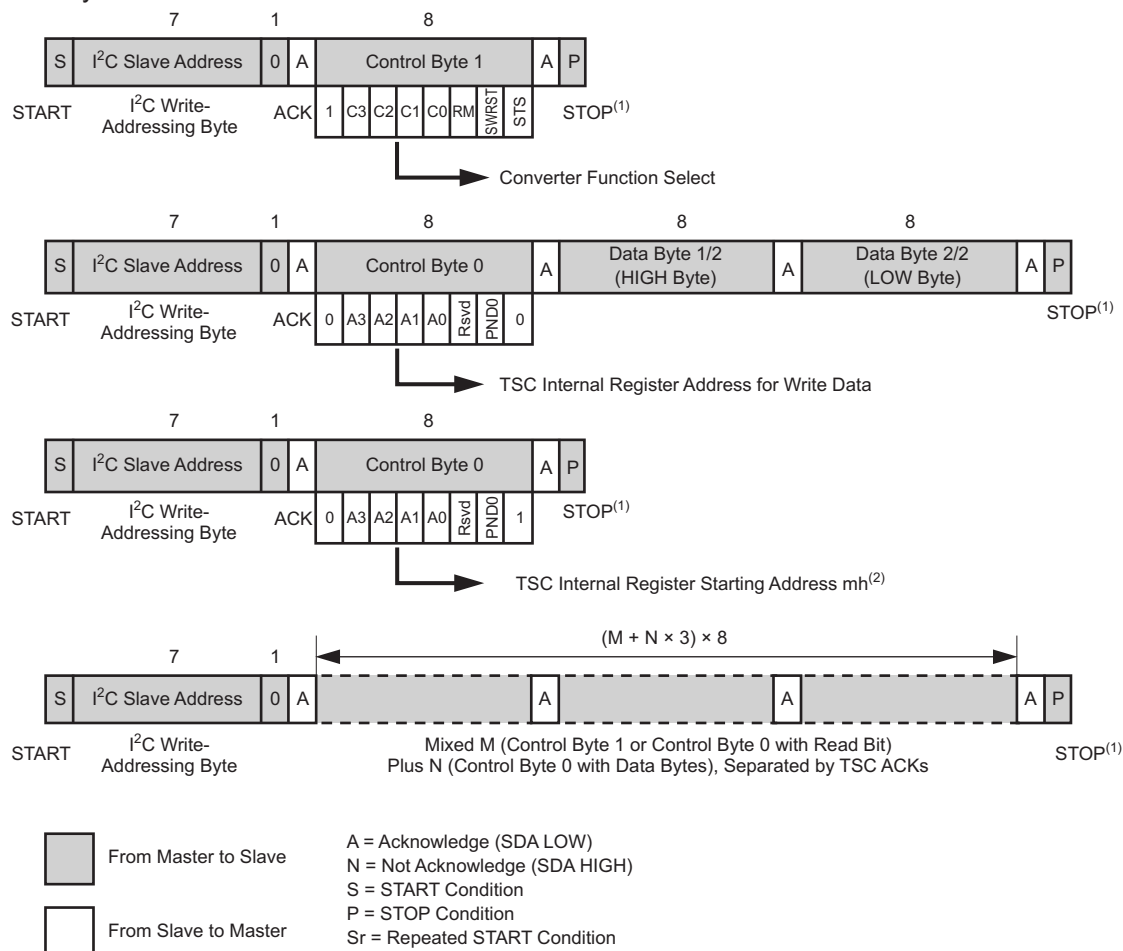 7 1 8
S I²C Slave Address 0 A Control Byte 1 A P
START I²C Write- ACK 1 C3 C2 C1 C0 RM SWRST STS STOP(1)
Addressing Byte
Converter Function Select
7 1 8 8 8
S I²C Slave Address 0 A Control Byte 0 A Data Byte 1/2 A Data Byte 2/2 A P
(HIGH Byte) (LOW Byte)
START I²C Write- ACK 0 A3 A2 A1 A0 Rsvd PND0 0 STOP(1)
Addressing Byte
TSC Internal Register Address for Write Data
7 1 8
S I²C Slave Address 0 A Control Byte 0 A P
START I²C Write- ACK 0 A3 A2 A1 A0 Rsvd PND0 1 STOP(1)
Addressing Byte
TSC Internal Register Starting Address mh(2)
(M + N × 3) × 8
7 1
S I²C Slave Address 0 A A A A P
START I²C Write- Mixed M (Control Byte 1 or Control Byte 0 with Read Bit) STOP(1)
Addressing Byte Plus N (Control Byte 0 with Data Bytes), Separated by TSC ACKs
From Master to Slave
From Slave to Master
A = Acknowledge (SDA LOW)
N = Not Acknowledge (SDA HIGH)
S = START Condition
P = STOP Condition
Sr = Repeated START Condition